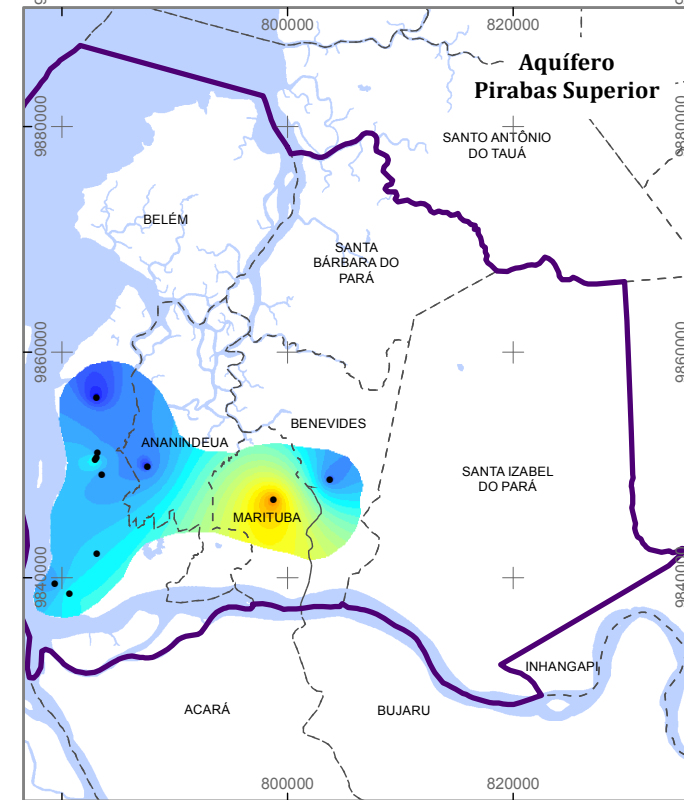 800000
820000
Aquífero
Pirabas Superior
9880000
9880000
SANTO ANTÔNIO
DO TAUÁ
BELÉM
SANTA
BÁRBARA DO
PARÁ
9860000
9860000
BENEVIDES
ANANINDEUA
SANTA IZABEL
DO PARÁ
MARITUBA
9840000
9840000
INHANGAPI
ACARÁ
BUJARU
800000
820000